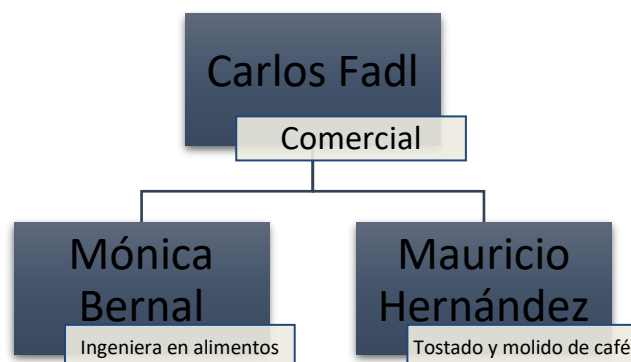 Carlos Fadl
Comercial
Mónica
Bernal
Ingeniera en alimentos
Mauricio
Hernández
Tostado y molido de café